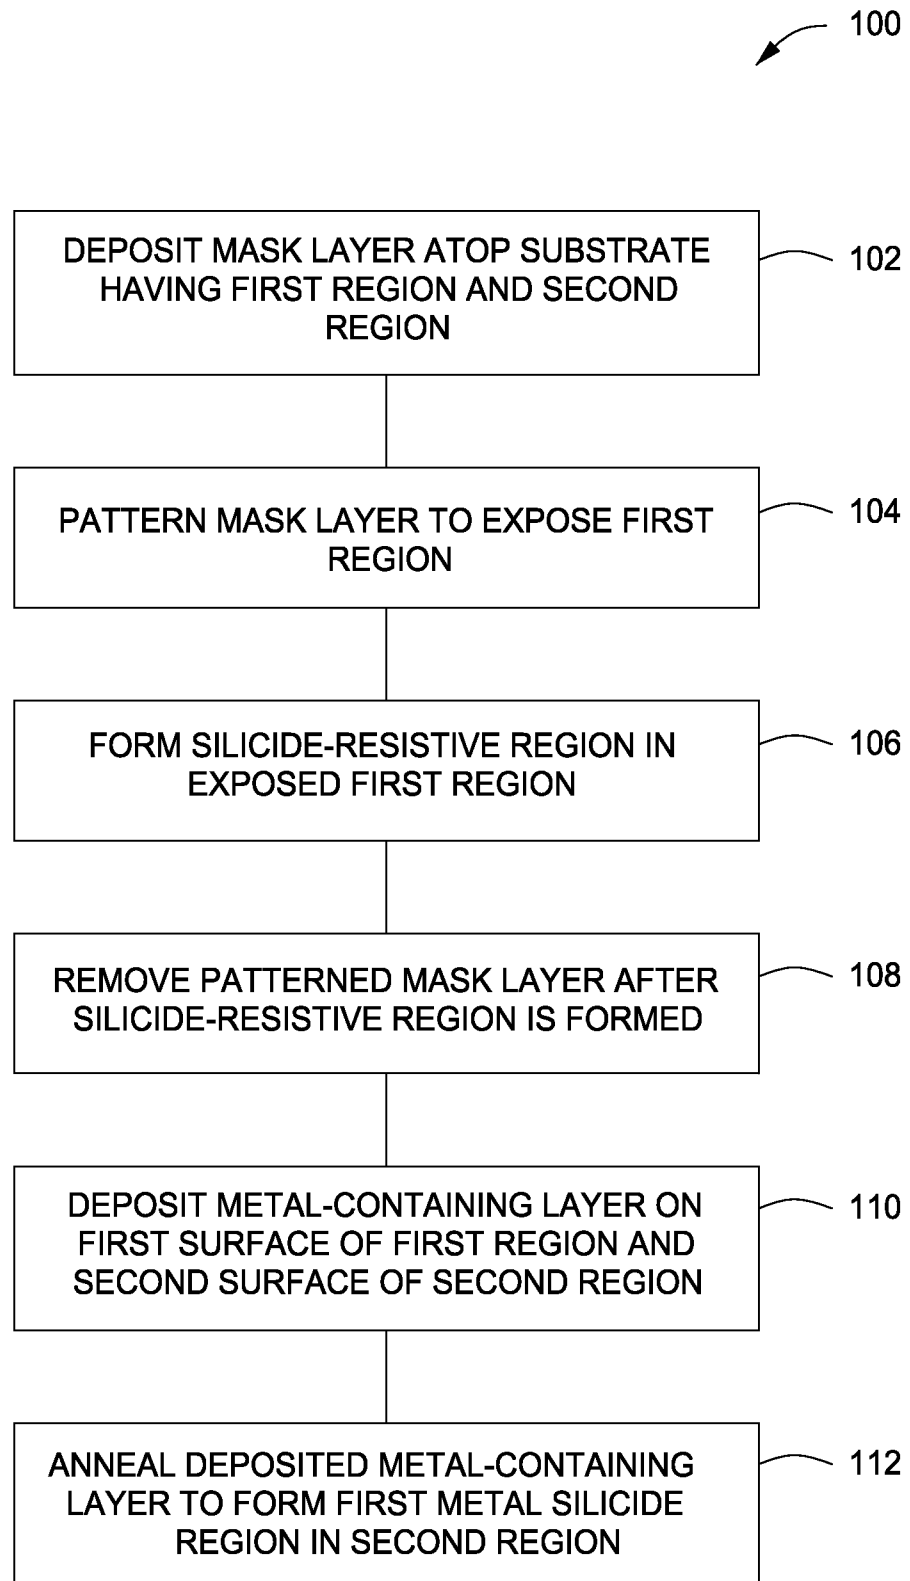 100
DEPOSIT MASK LAYER ATOP SUBSTRATE
HAVING FIRST REGION AND SECOND
REGION
102
PATTERN MASK LAYER TO EXPOSE FIRST
REGION
104
FORM SILICIDE-RESISTIVE REGION IN
EXPOSED FIRST REGION
106
REMOVE PATTERNED MASK LAYER AFTER
SILICIDE-RESISTIVE REGION IS FORMED
108
DEPOSIT METAL-CONTAINING LAYER ON
FIRST SURFACE OF FIRST REGION AND
SECOND SURFACE OF SECOND REGION
110
ANNEAL DEPOSITED METAL-CONTAINING
LAYER TO FORM FIRST METAL SILICIDE
REGION IN SECOND REGION
112